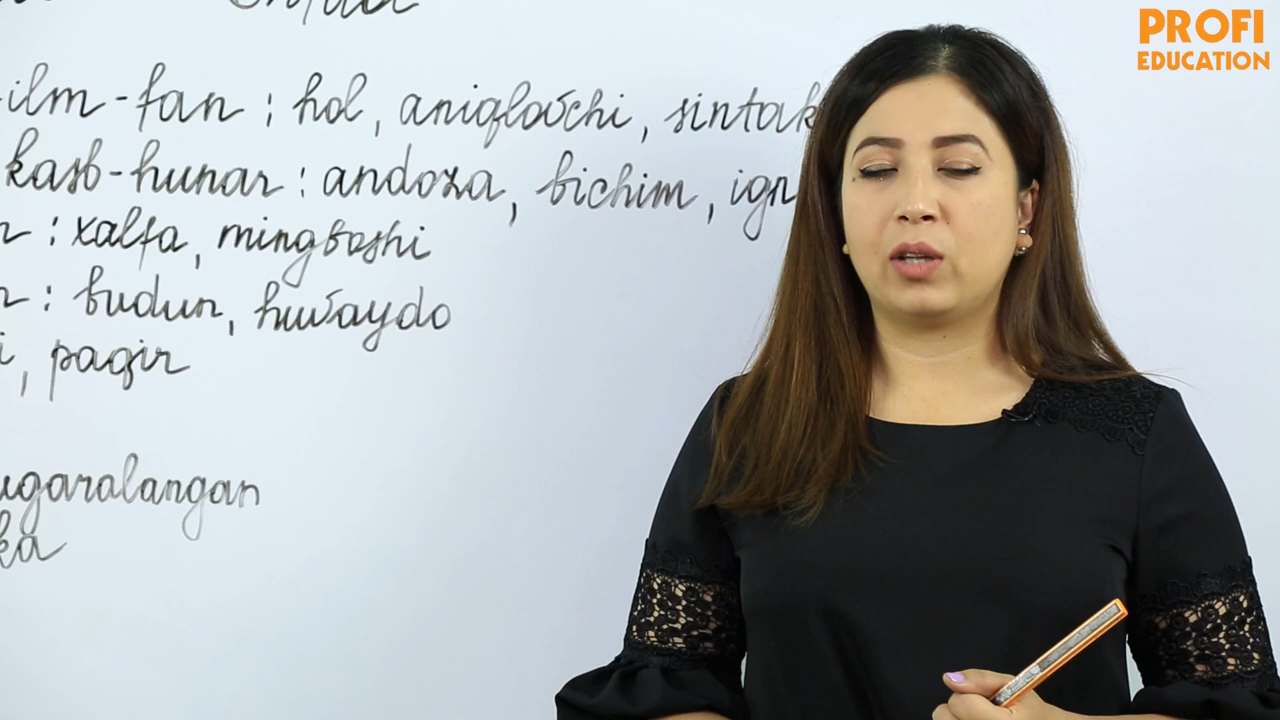 -ilm-fan : hol, aniqlovchi, sintak
kasb-hunar : andoza, bichim, ign
n : xalfa, mingboshi
r : budun, huvaydo
i, paqir
ugaralangan
ka
PROFI
EDUCATION